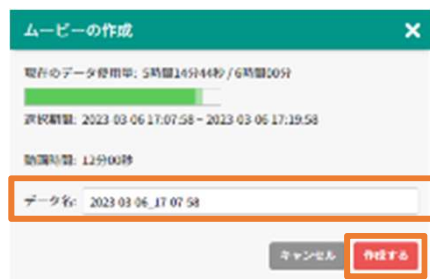 ムービーの作成
現在のデータ使用率: 5時間14分44秒 / 6時間00分
選択期間: 2023-03-06 17:07:58 ~ 2023-03-06 17:19:58
動画時間: 12分00秒
データ名: 2023-03-06_17-07-58
キャンセル 作成する